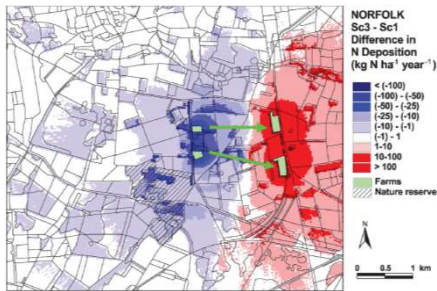 NORFOLK
Sc3 - Sc1
Difference in
N Deposition
(kg N ha⁻¹ year⁻¹)
< (-100)
(-100) - (-50)
(-50) - (-25)
(-25) - (-10)
(-10) - (-1)
(-1) - 1
1-10
10-100
> 100
Farms
Nature reserve
N
0 0.5 1 km